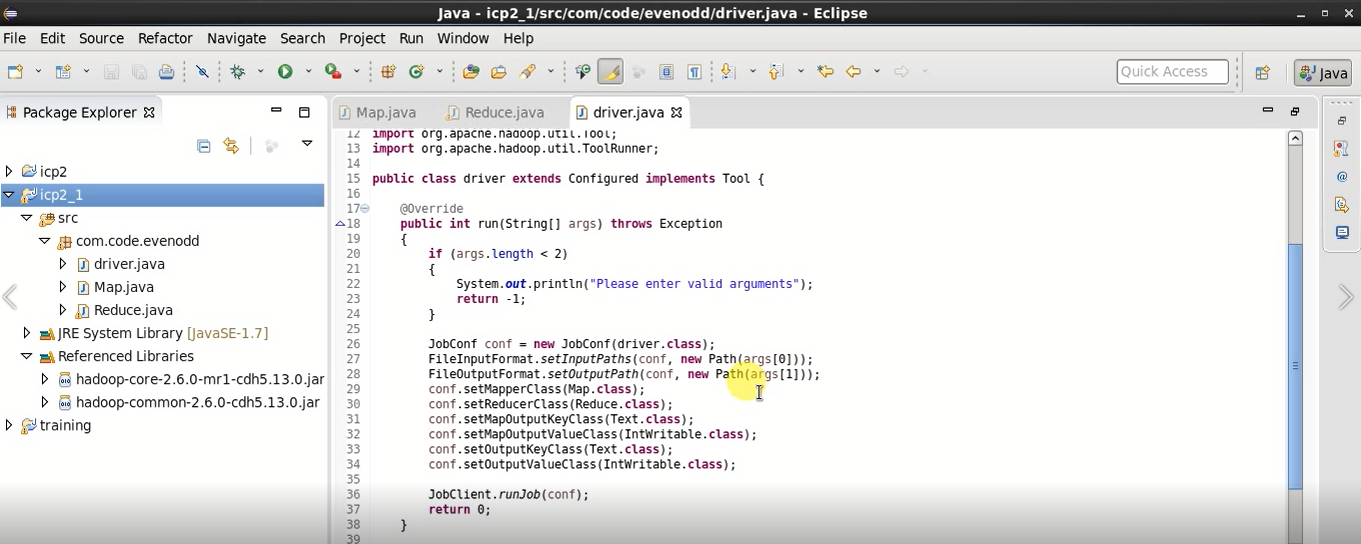 Java - icp2_1/src/com/code/evenodd/driver.java - Eclipse
File Edit Source Refactor Navigate Search Project Run Window Help
Quick Access
Java
Package Explorer
icp2
icp2_1
src
com.code.evenodd
driver.java
Map.java
Reduce.java
JRE System Library [JavaSE-1.7]
Referenced Libraries
hadoop-core-2.6.0-mr1-cdh5.13.0.jar
hadoop-common-2.6.0-cdh5.13.0.jar
training
Map.java Reduce.java driver.java
12 import org.apache.hadoop.util.Tool;
13 import org.apache.hadoop.util.ToolRunner;
14
15 public class driver extends Configured implements Tool {
16
17 @Override
18 public int run(String[] args) throws Exception
19 {
20 if (args.length < 2)
21 {
22 System.out.println("Please enter valid arguments");
23 return -1;
24 }
25
26 JobConf conf = new JobConf(driver.class);
27 FileInputFormat.setInputPaths(conf, new Path(args[0]));
28 FileOutputFormat.setOutputPath(conf, new Path(args[1]));
29 conf.setMapperClass(Map.class);
30 conf.setReducerClass(Reduce.class);
31 conf.setMapOutputKeyClass(Text.class);
32 conf.setMapOutputValueClass(IntWritable.class);
33 conf.setOutputKeyClass(Text.class);
34 conf.setOutputValueClass(IntWritable.class);
35
36 JobClient.runJob(conf);
37 return 0;
38 }
39